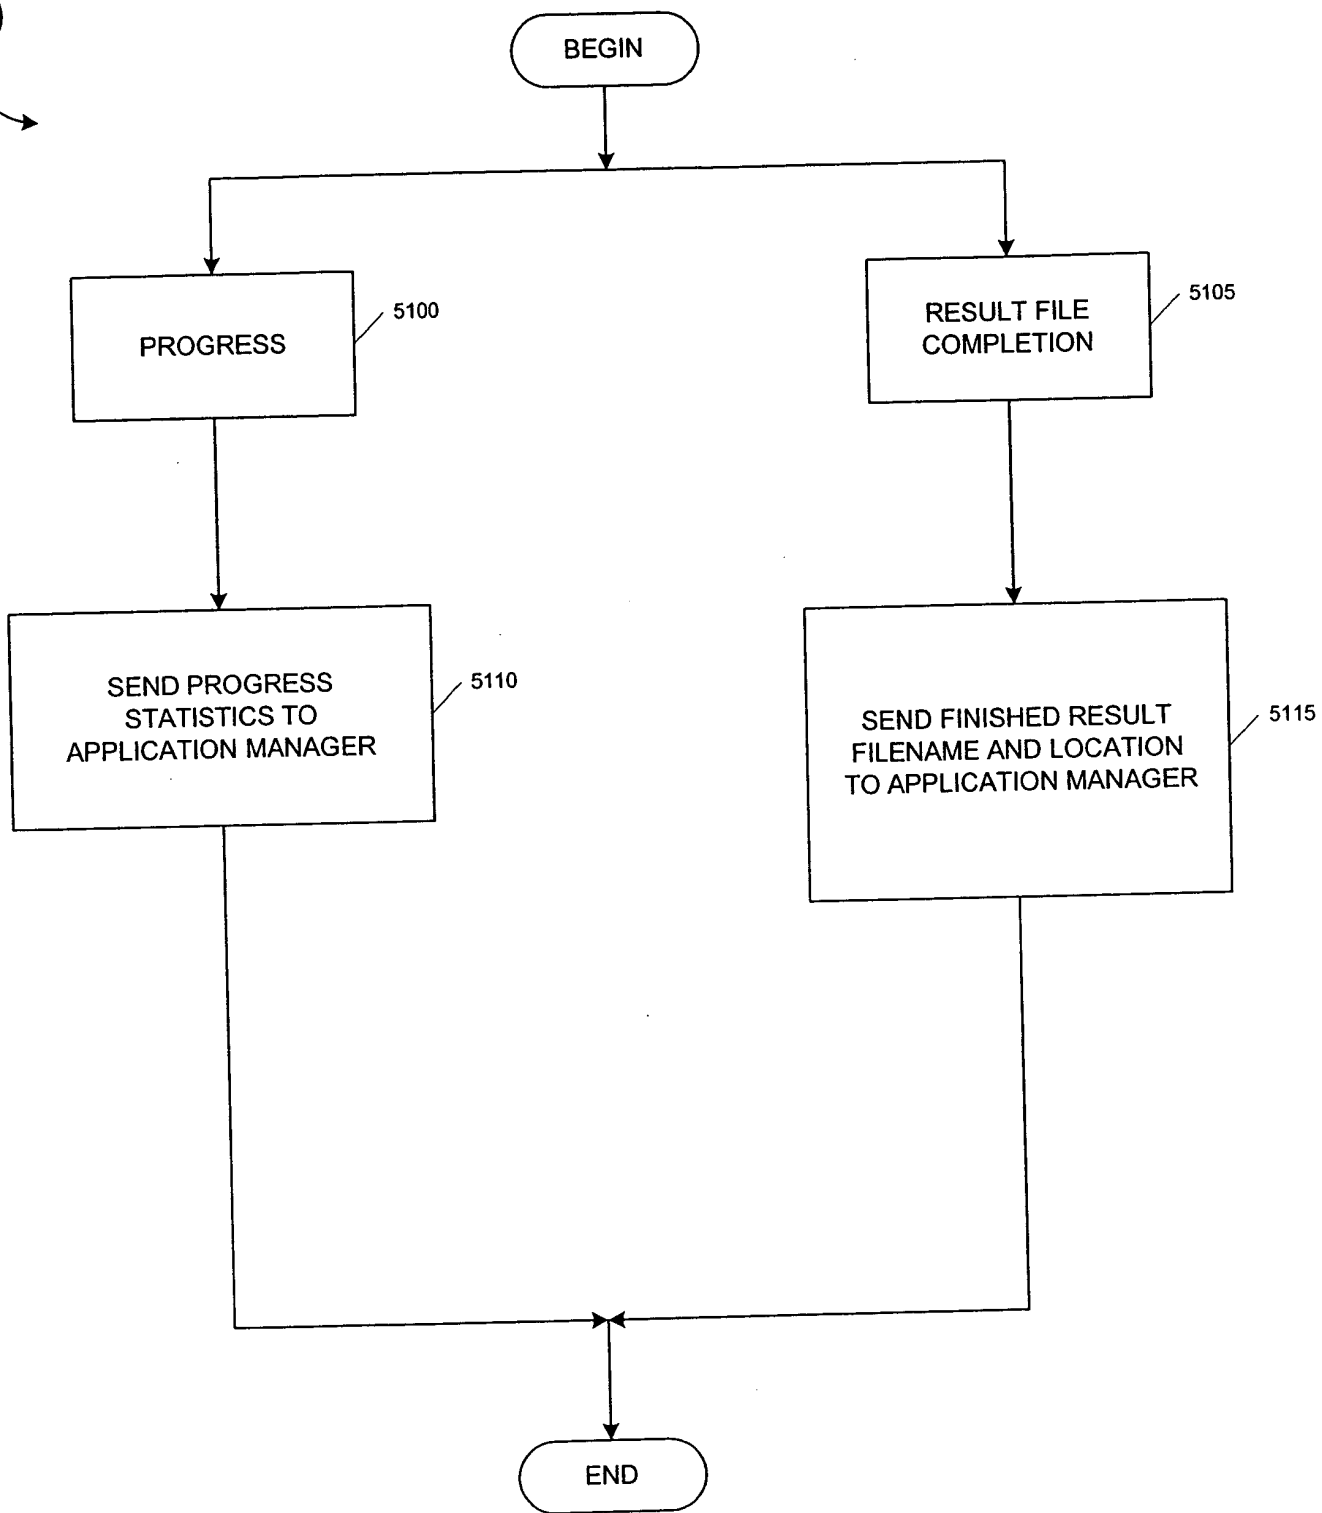 BEGIN
PROGRESS
5100
RESULT FILE
COMPLETION
5105
SEND PROGRESS
STATISTICS TO
APPLICATION MANAGER
5110
SEND FINISHED RESULT
FILENAME AND LOCATION
TO APPLICATION MANAGER
5115
END